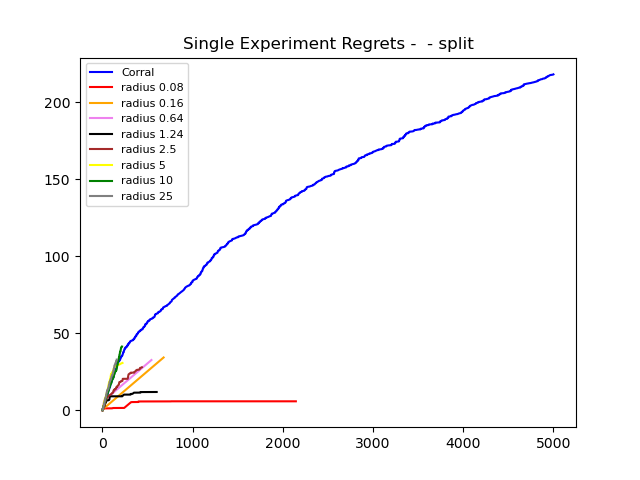 Single Experiment Regrets -  - split
Corral
radius 0.08
radius 0.16
radius 0.64
radius 1.24
radius 2.5
radius 5
radius 10
radius 25
200
150
100
50
0
0 1000 2000 3000 4000 5000